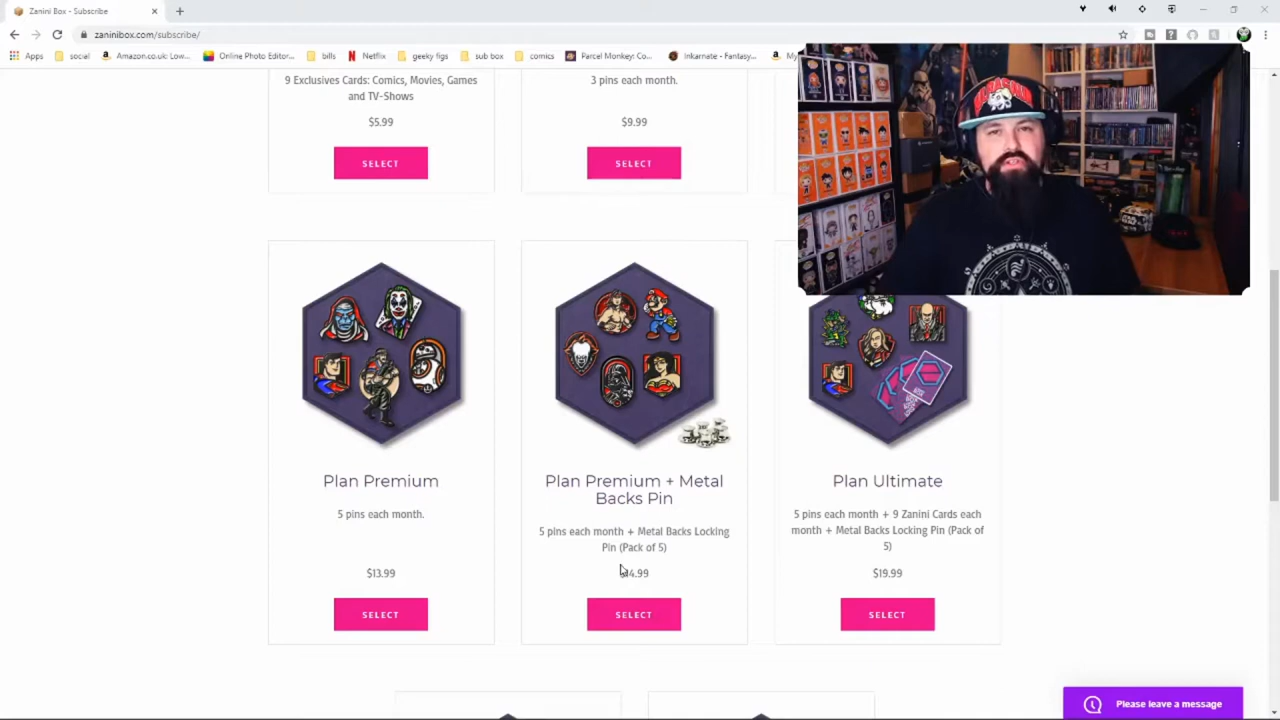 Zanini Box - Subscribe
zaninibox.com/subscribe/
Apps social Amazon.co.uk: Low... Online Photo Editor... bills Netflix geeky figs sub box comics Parcel Monkey: Co... Inkarnate - Fantasy... My
9 Exclusives Cards: Comics, Movies, Games
and TV-Shows
$5.99
SELECT
3 pins each month.
$9.99
SELECT
Plan Premium
5 pins each month.
$13.99
SELECT
Plan Premium + Metal
Backs Pin
5 pins each month + Metal Backs Locking
Pin (Pack of 5)
$14.99
SELECT
Plan Ultimate
5 pins each month + 9 Zanini Cards each
month + Metal Backs Locking Pin (Pack of
5)
$19.99
SELECT
Please leave a message